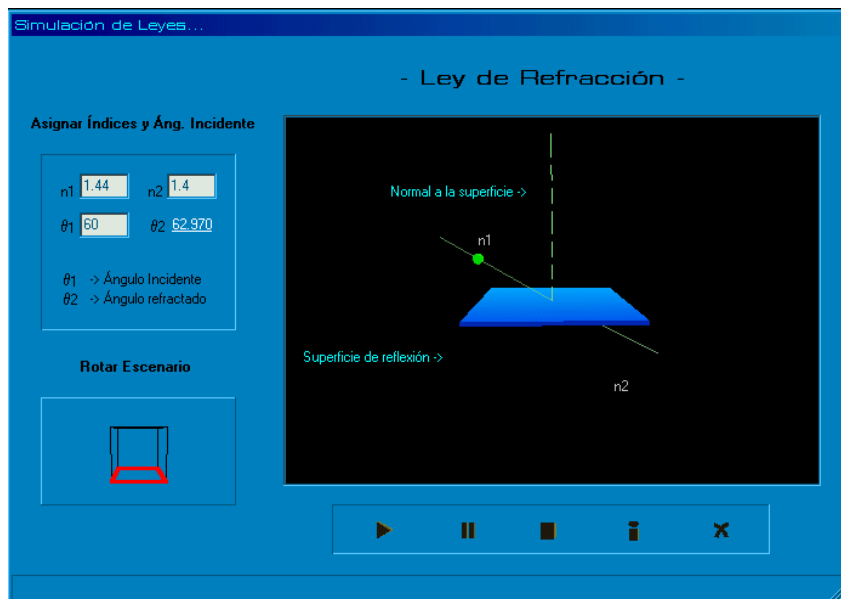 Simulación de Leyes...
- Ley de Refracción -
Asignar Índices y Áng. Incidente
n1 1.44 n2 1.4
θ1 60 θ2 62.970
θ1 -> Ángulo Incidente
θ2 -> Ángulo refractado
Rotar Escenario
Normal a la superficie ->
n1
Superficie de reflexión ->
n2